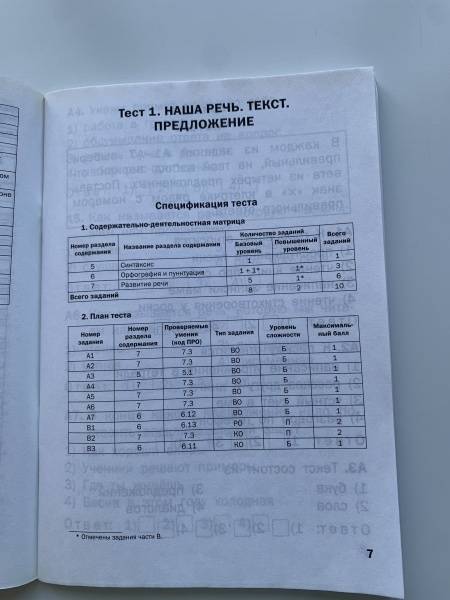 Тест 1. НАША РЕЧЬ. ТЕКСТ.
ПРЕДЛОЖЕНИЕ
Спецификация теста
1. Содержательно-деятельностная матрица
Номер раздела содержания | Название раздела содержания | Количество заданий | Всего заданий
Базовый уровень | Повышенный уровень
5 | Синтаксис | 1 | | 1
6 | Орфография и пунктуация | 1 + 1* | 1* | 3
7 | Развитие речи | 5 | 1* | 6
Всего заданий | 8 | 2 | 10
2. План теста
Номер задания | Номер раздела содержания | Проверяемые умения (код ПРО) | Тип задания | Уровень сложности | Максималь-ный балл
А1 | 7 | 7.3 | ВО | Б | 1
А2 | 7 | 7.3 | ВО | Б | 1
А3 | 5 | 5.1 | ВО | Б | 1
А4 | 7 | 7.3 | ВО | Б | 1
А5 | 7 | 7.3 | ВО | Б | 1
А6 | 7 | 7.3 | ВО | Б | 1
А7 | 6 | 6.12 | ВО | Б | 1
В1 | 6 | 6.13 | РО | П | 2
В2 | 7 | 7.3 | КО | П | 2
В3 | 6 | 6.11 | КО | Б | 1
* Отмечены задания части В.
7